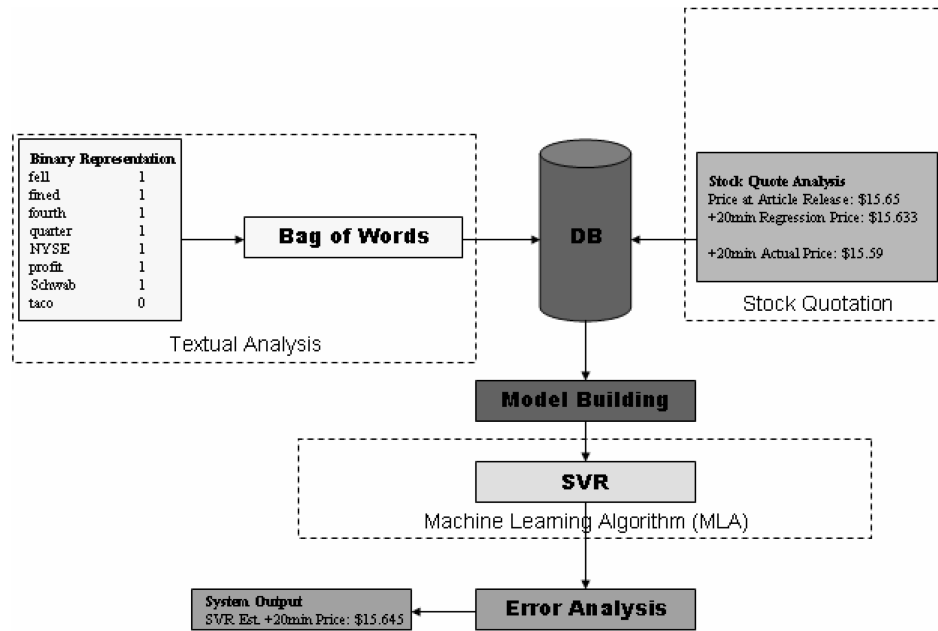 Binary Representation
fell 1
fined 1
fourth 1
quarter 1
NYSE 1
profit 1
Schwab 1
taco 0
Textual Analysis
Bag of Words
DB
Stock Quote Analysis
Price at Article Release: $15.65
+20min Regression Price: $15.633
+20min Actual Price: $15.59
Stock Quotation
Model Building
SVR
Machine Learning Algorithm (MLA)
Error Analysis
System Output
SVR Est. +20min Price: $15.645